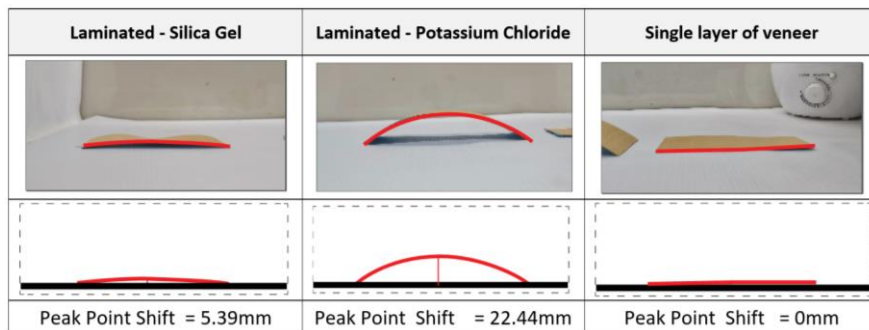 Laminated - Silica Gel
Laminated - Potassium Chloride
Single layer of veneer
Peak Point Shift = 5.39mm
Peak Point Shift = 22.44mm
Peak Point Shift =0mm